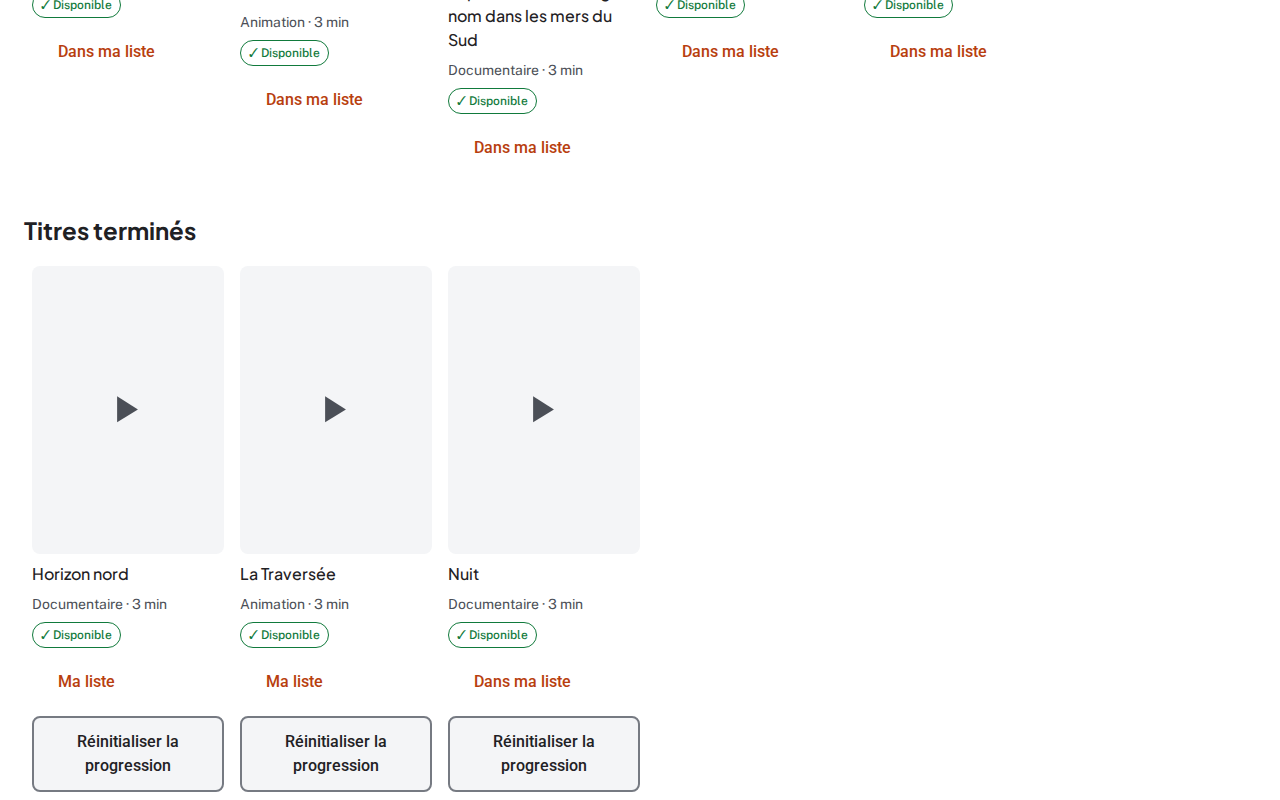 ✓ Disponible
Dans ma liste
Animation · 3 min
✓ Disponible
Dans ma liste
nom dans les mers du
Sud
Documentaire · 3 min
✓ Disponible
Dans ma liste
✓ Disponible
Dans ma liste
✓ Disponible
Dans ma liste
Titres terminés
Horizon nord
Documentaire · 3 min
✓ Disponible
Ma liste
Réinitialiser la
progression
La Traversée
Animation · 3 min
✓ Disponible
Ma liste
Réinitialiser la
progression
Nuit
Documentaire · 3 min
✓ Disponible
Dans ma liste
Réinitialiser la
progression